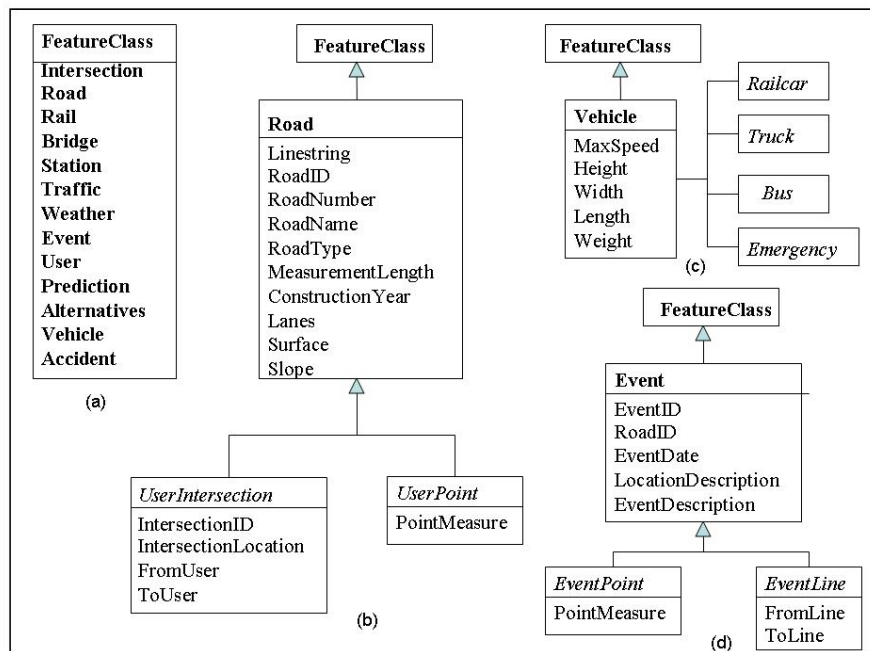 FeatureClass
Intersection
Road
Rail
Bridge
Station
Traffic
Weather
Event
User
Prediction
Alternatives
Vehicle
Accident
(a)
FeatureClass
Road
Linestring
RoadID
RoadNumber
RoadName
RoadType
MeasurementLength
ConstructionYear
Lanes
Surface
Slope
UserIntersection
IntersectionID
IntersectionLocation
FromUser
ToUser
UserPoint
PointMeasure
(b)
FeatureClass
Vehicle
MaxSpeed
Height
Width
Length
Weight
Railcar
Truck
Bus
Emergency
(c)
FeatureClass
Event
EventID
RoadID
EventDate
LocationDescription
EventDescription
EventPoint
PointMeasure
EventLine
FromLine
ToLine
(d)